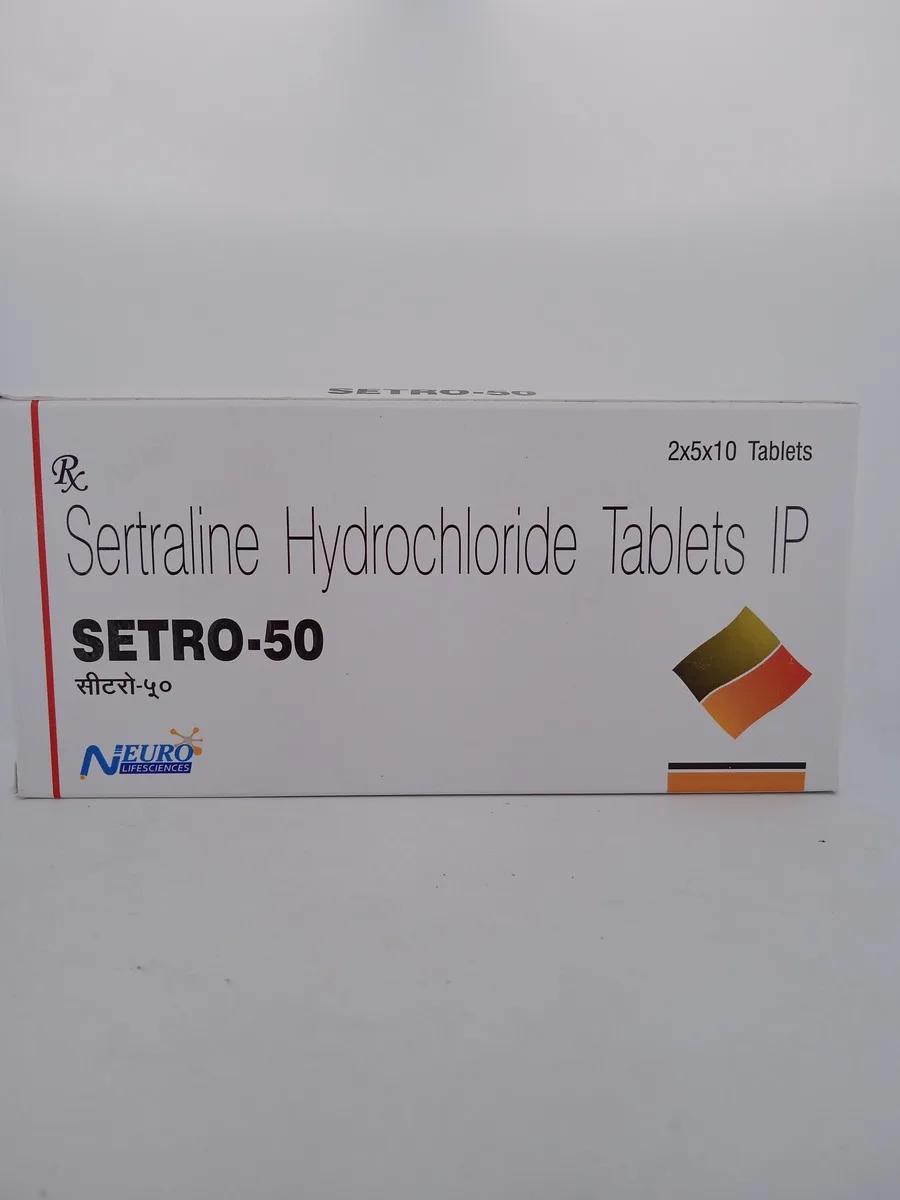 SETRO-50
Rx
2x5x10 Tablets
Sertraline Hydrochloride Tablets IP
SETRO-50
सीटरो-५०
NEURO
LIFESCIENCES